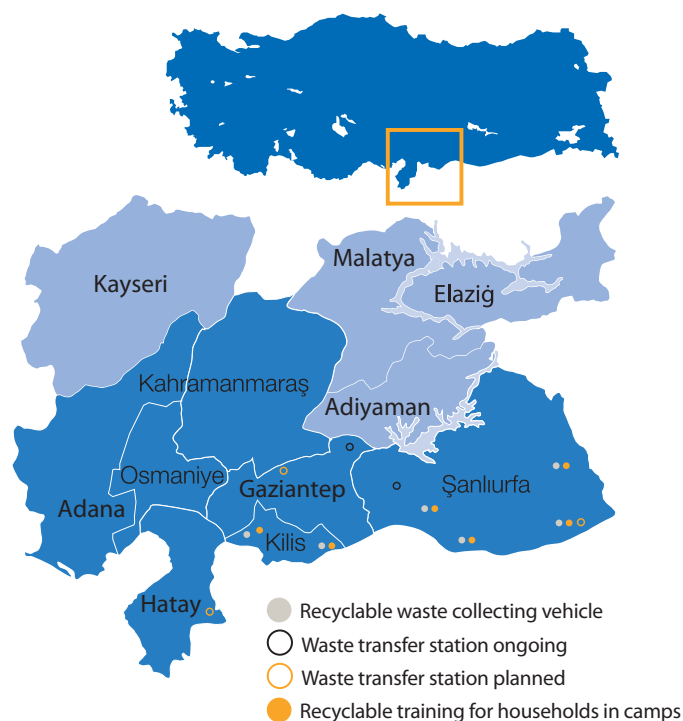 Malatya
Kayseri
Elaziġ
Kahramanmaraş
Adiyaman
Osmaniye
Gaziantep
Şanlıurfa
Adana
Kilis
Hatay
Recyclable waste collecting vehicle
Waste transfer station ongoing
Waste transfer station planned
Recyclable training for households in camps